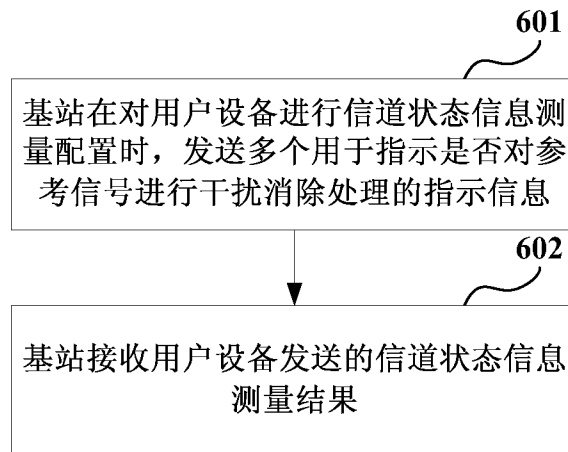 601
基站在对用户设备进行信道状态信息测
量配置时，发送多个用于指示是否对参
考信号进行干扰消除处理的指示信息
602
基站接收用户设备发送的信道状态信息
测量结果